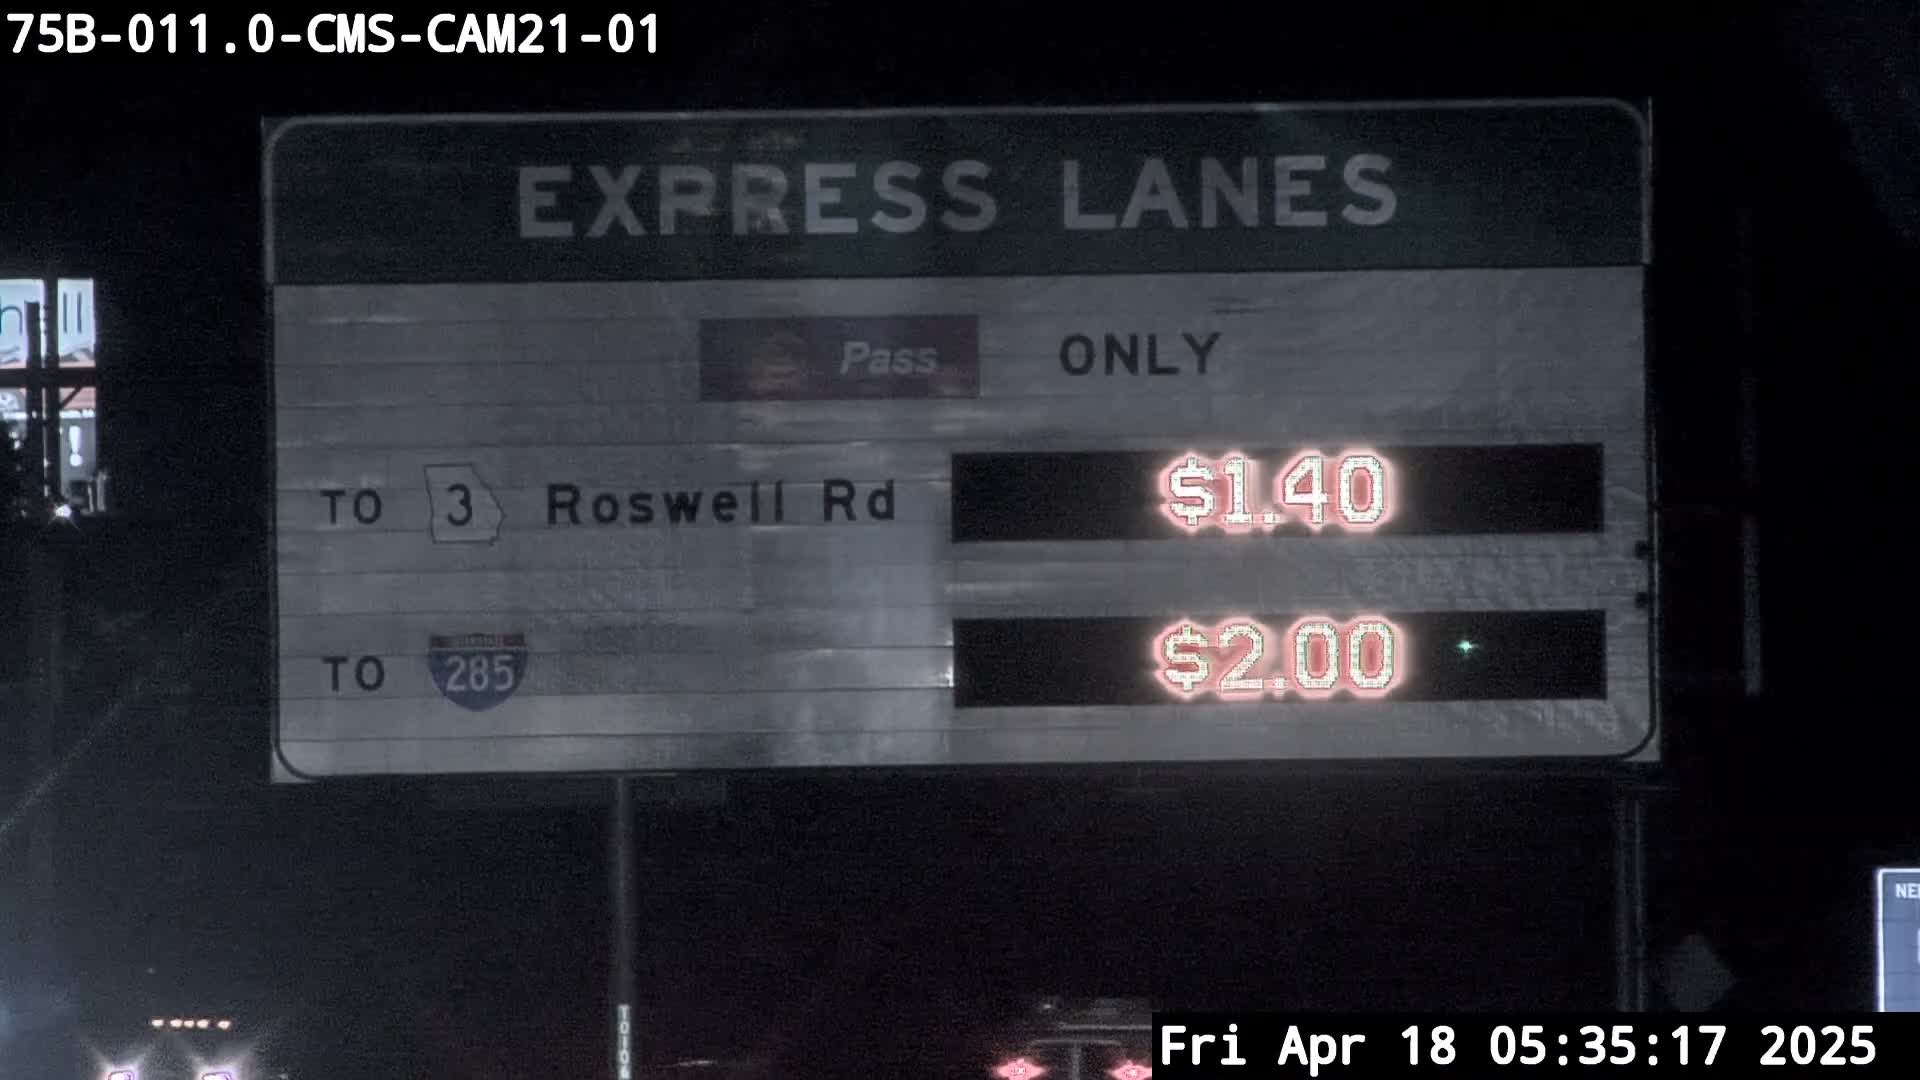 75B-011.0-CMS-CAM21-01
EXPRESS LANES
Pass ONLY
TO 3 Roswell Rd $1.40
TO 285 $2.00
Fri Apr 18 05:35:17 2025